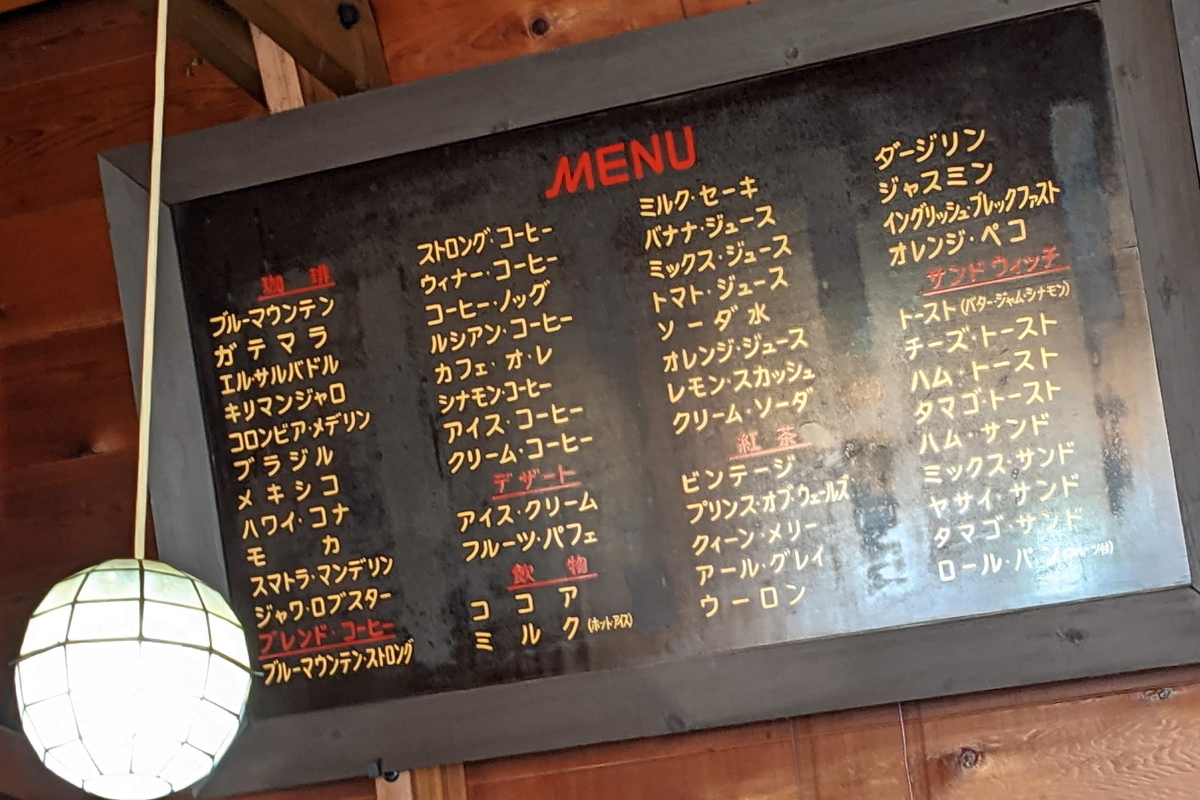 MENU
珈琲
ブルーマウンテン
ガテマラ
エルサルバドル
キリマンジャロ
コロンビア・メデリン
ブラジル
メキシコ
ハワイ・コナ
モカ
スマトラ・マンデリン
ジャワ・ロブスター
ブレンド・コーヒー
ブルーマウンテン・ストロング
ストロング・コーヒー
ウィナー・コーヒー
コーヒー・ノッグ
ルシアン・コーヒー
カフェ・オ・レ
シナモン・コーヒー
アイス・コーヒー
クリーム・コーヒー
デザート
アイス・クリーム
フルーツ・パフェ
飲物
ココア
ミルク(ホット・アイス)
ミルク・セーキ
バナナ・ジュース
ミックス・ジュース
トマト・ジュース
ソーダ水
オレンジ・ジュース
レモン・スカッシュ
クリーム・ソーダ
紅茶
ビンテージ
プリンス・オブ・ウェールズ
クィーン・メリー
アール・グレィ
ウーロン
ダージリン
ジャスミン
イングリッシュ・ブレックファスト
オレンジ・ペコ
サンドウィッチ
トースト(バター・ジャム・シナモン)
チーズ・トースト
ハム・トースト
タマゴ・トースト
ハム・サンド
ミックス・サンド
ヤサイ・サンド
タマゴ・サンド
ロール・パン